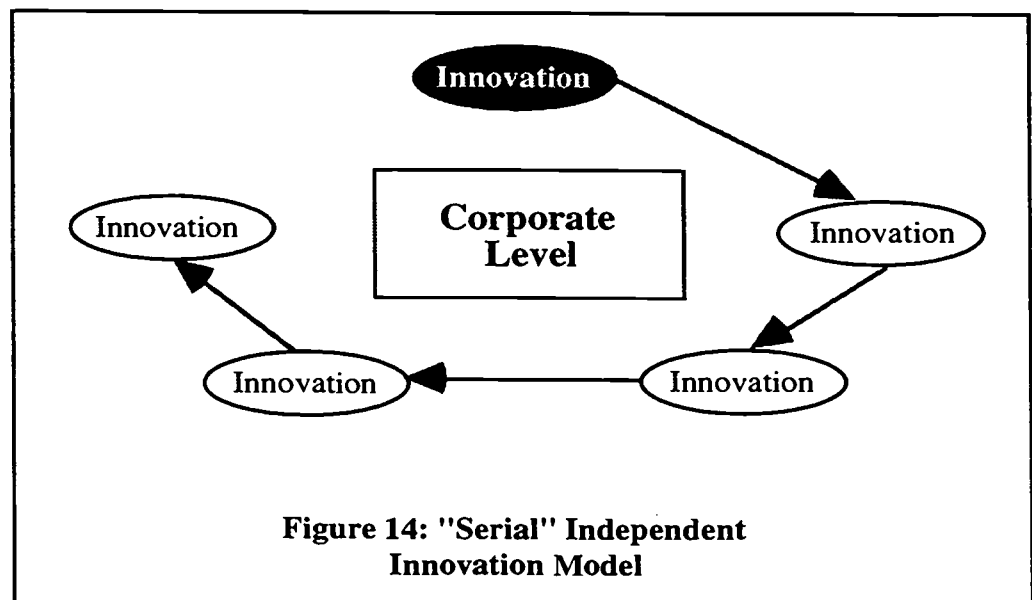 Innovation
Innovation
Corporate
Level
Innovation
Innovation
Innovation
Figure 14: "Serial" Independent
Innovation Model